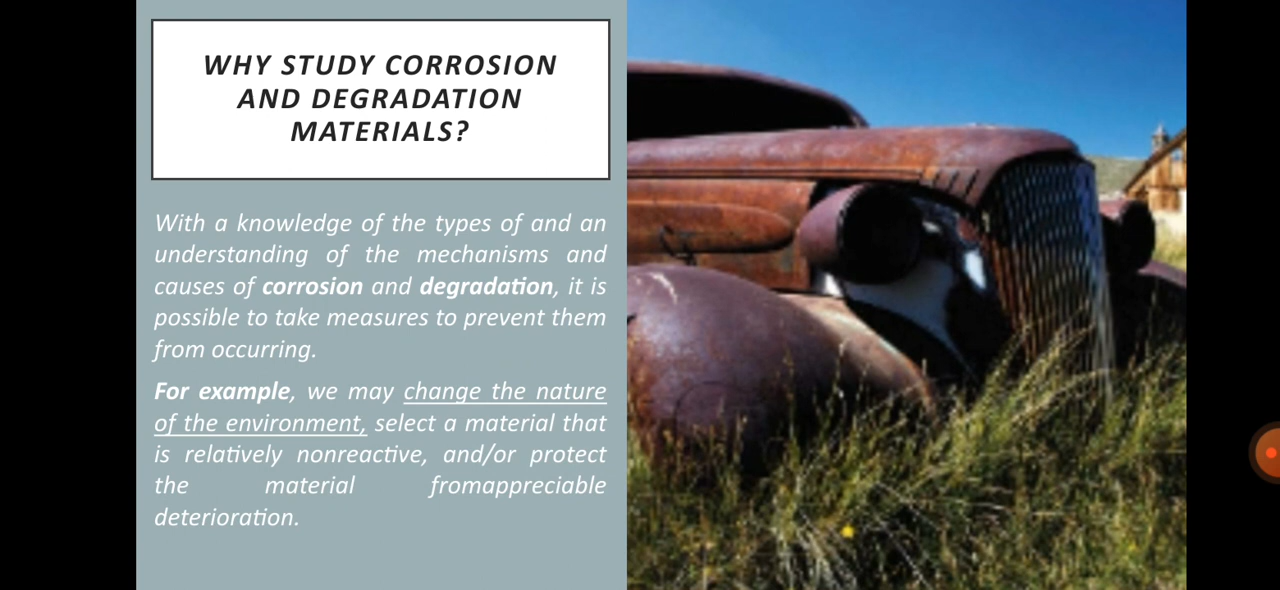 WHY STUDY CORROSION
AND DEGRADATION
MATERIALS?
With a knowledge of the types of and an
understanding of the mechanisms and
causes of corrosion and degradation, it is
possible to take measures to prevent them
from occurring.
For example, we may change the nature
of the environment, select a material that
is relatively nonreactive, and/or protect
the material fromappreciable
deterioration.